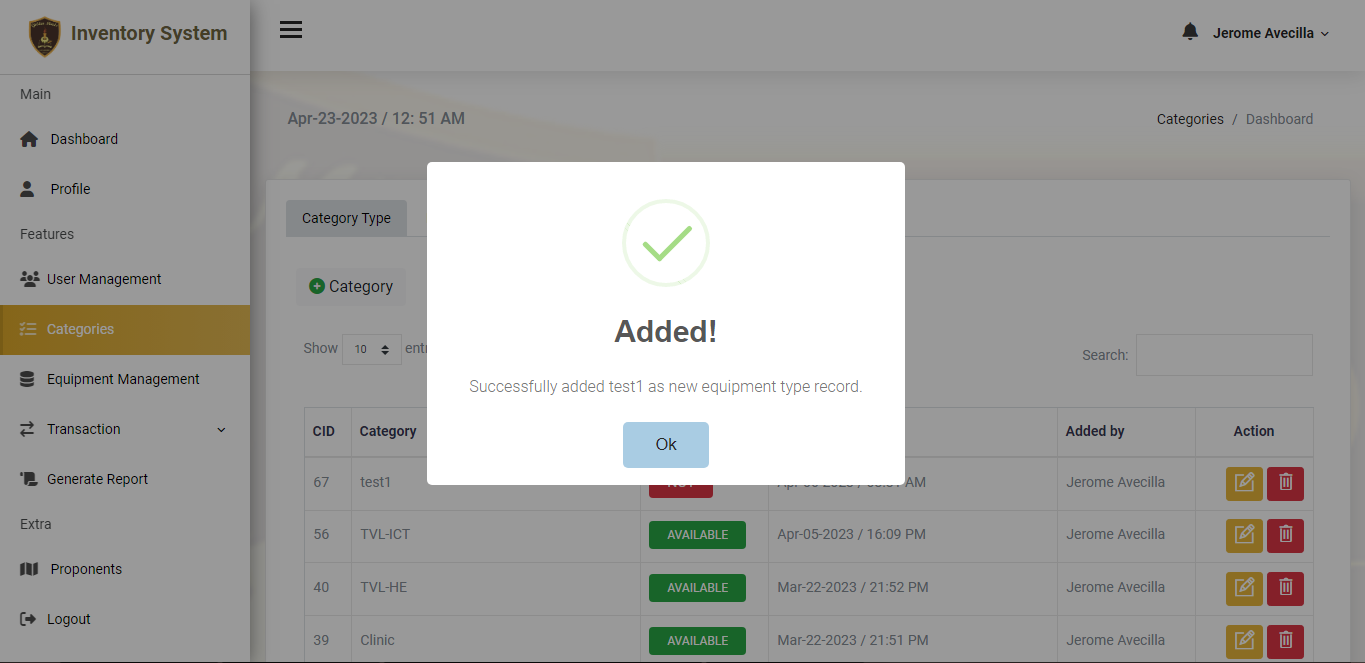 Inventory System
Jerome Avecilla
Main
Dashboard
Profile
Features
User Management
Categories
Equipment Management
Transaction
Generate Report
Extra
Proponents
Logout
Apr-23-2023 / 12: 51 AM
Categories / Dashboard
Category Type
Category
Show 10
Search:
Added!
Successfully added test1 as new equipment type record.
Ok
CID Category Added by Action
67 test1 AM Jerome Avecilla
56 TVL-ICT AVAILABLE Apr-05-2023 / 16:09 PM Jerome Avecilla
40 TVL-HE AVAILABLE Mar-22-2023 / 21:52 PM Jerome Avecilla
39 Clinic AVAILABLE Mar-22-2023 / 21:51 PM Jerome Avecilla